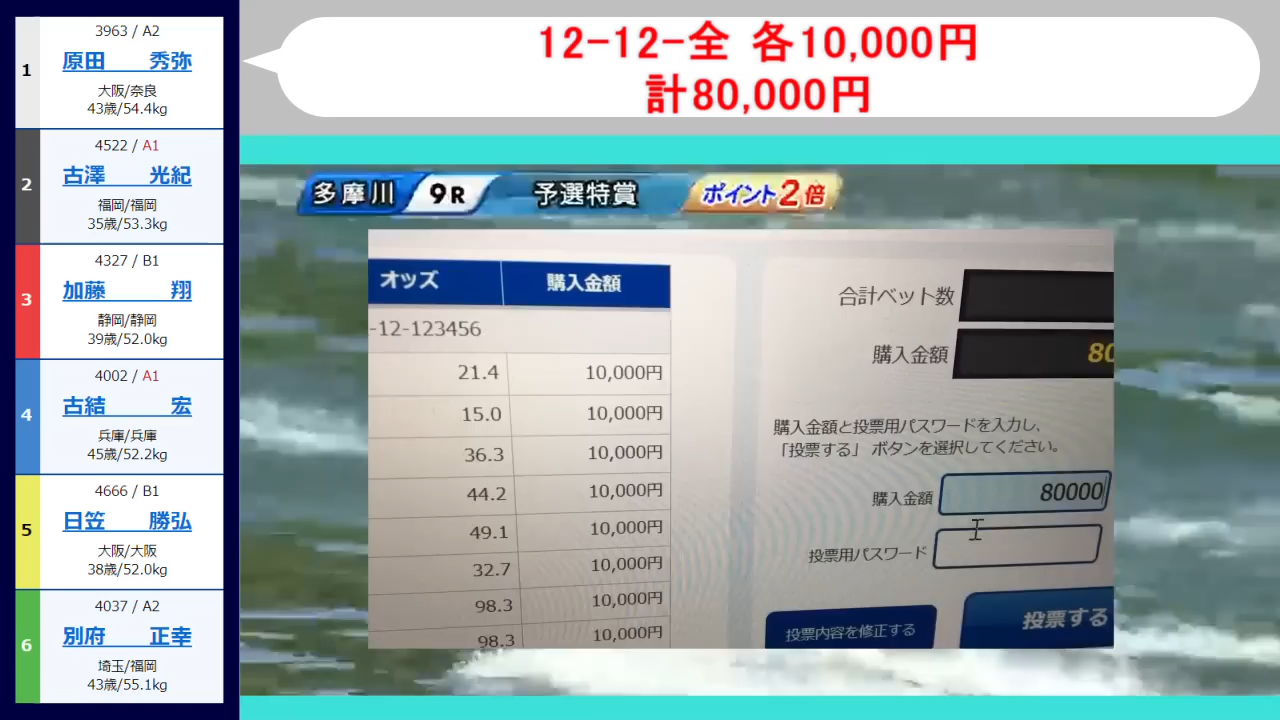 1
3963 / A2
原田 秀弥
大阪/奈良
43歳/54.4kg
2
4522 / A1
古澤 光紀
福岡/福岡
35歳/53.3kg
3
4327 / B1
加藤 翔
静岡/静岡
39歳/52.0kg
4
4002 / A1
古結 宏
兵庫/兵庫
45歳/52.2kg
5
4666 / B1
日笠 勝弘
大阪/大阪
38歳/52.0kg
6
4037 / A2
別府 正幸
埼玉/福岡
43歳/55.1kg
12-12-全 各10,000円
計80,000円
多摩川 9R 予選特賞 ポイント2倍
オッズ 購入金額
-12-123456
21.4 10,000円
15.0 10,000円
36.3 10,000円
44.2 10,000円
49.1 10,000円
32.7 10,000円
98.3 10,000円
98.3 10,000円
合計ベット数
購入金額 80
購入金額と投票用パスワードを入力し、
「投票する」 ボタンを選択してください。
購入金額 80000
投票用パスワード
投票内容を修正する 投票する